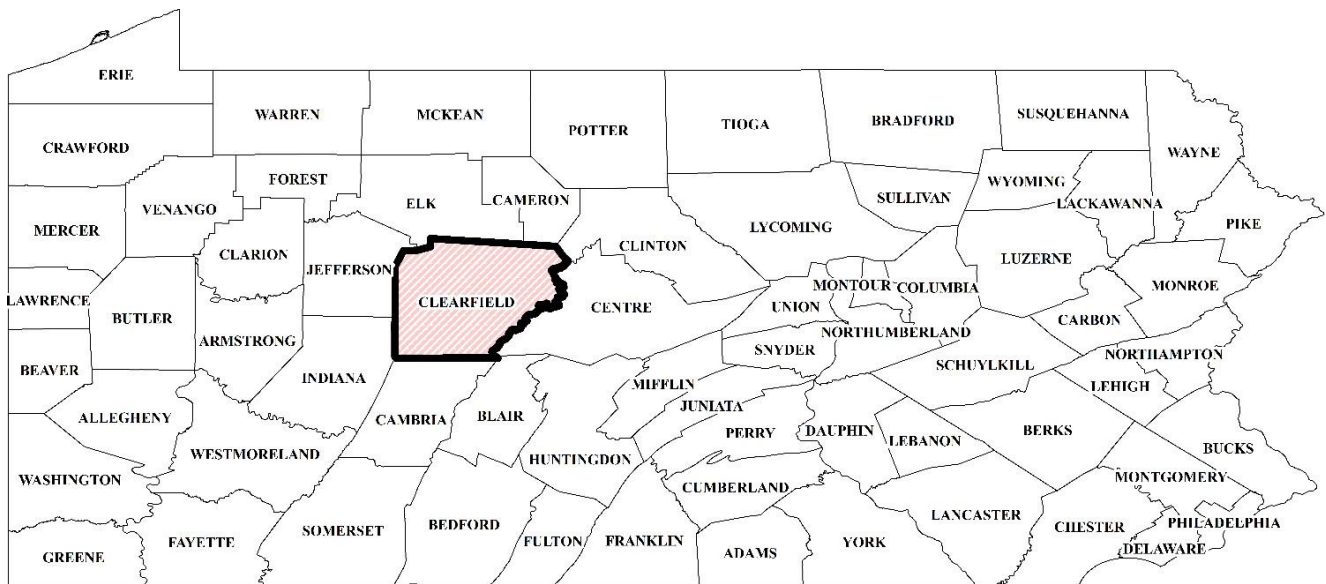 ERIE
WARREN
MCKEAN
POTTER
TIOGA
BRADFORD
SUSQUEHANNA
WAYNE
CRAWFORD
FOREST
ELK
CAMERON
SULLIVAN
WYOMING
LACKAWANNA
PIKE
MERCER
VENANGO
CLARION
JEFFERSON
CLINTON
LYCOMING
LUZERNE
MONROE
LAWRENCE
BUTLER
ARMSTRONG
CLEARFIELD
CENTRE
UNION
MONTOUR
COLUMBIA
CARBON
BEAVER
INDIANA
SNYDER
NORTHUMBERLAND
SCHUYLKILL
NORTHAMPTON
LEHIGH
ALLEGHENY
CAMBRIA
BLAIR
MIFFLIN
JUNIATA
PERRY
DAUPHIN
LEBANON
BERKS
BUCKS
WASHINGTON
WESTMORELAND
HUNTINGDON
CUMBERLAND
MONTGOMERY
GREENE
FAYETTE
SOMERSET
BEDFORD
FULTON
FRANKLIN
ADAMS
YORK
LANCASTER
CHESTER
PHILADELPHIA
DELAWARE